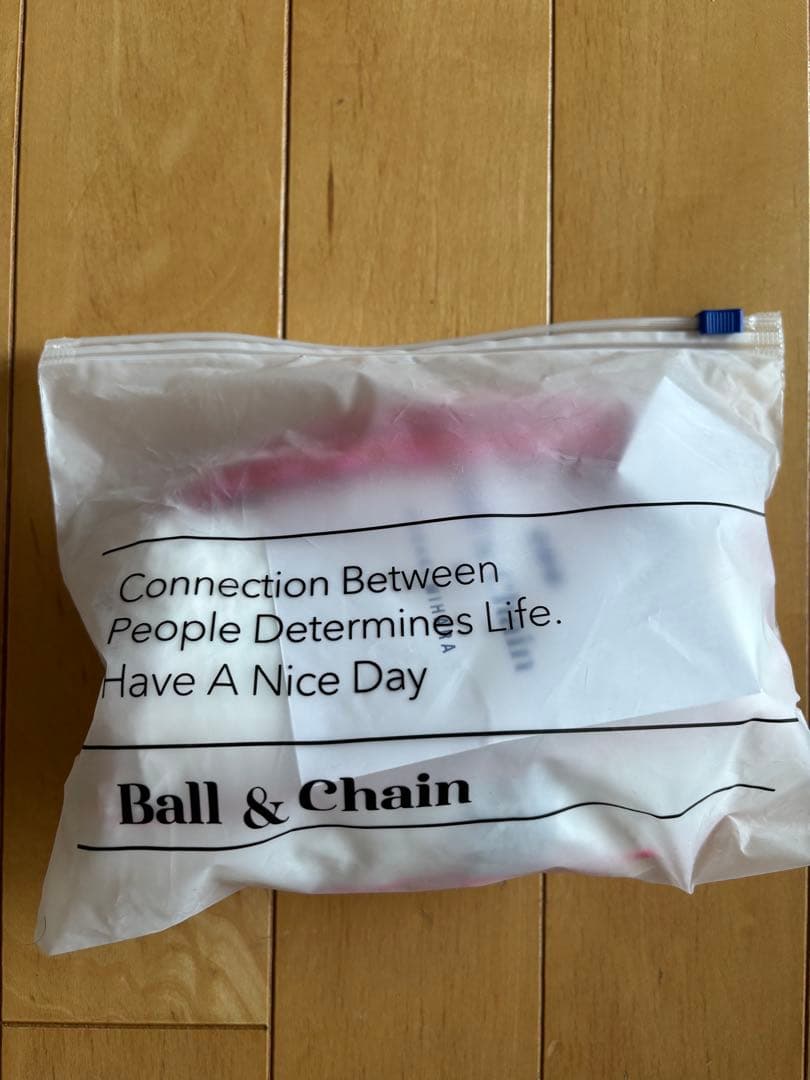 Connection Between
People Determines Life.
Have A Nice Day
Ball & Chain